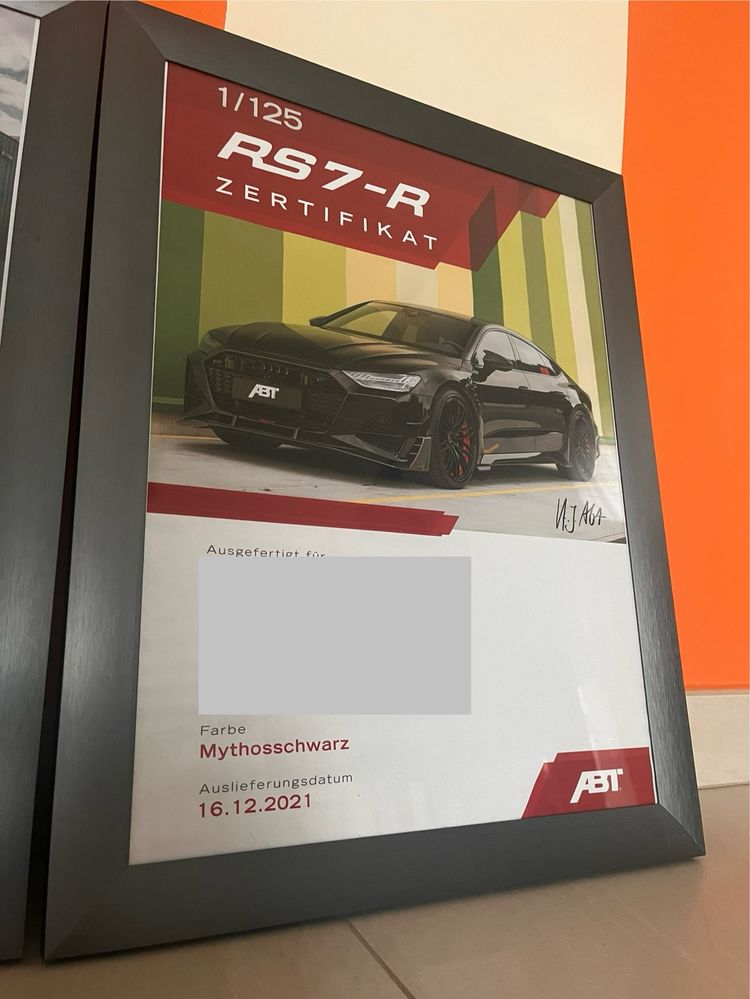 1/125
RS7-R
ZERTIFIKAT
ABT
Ausgefertigt für
Farbe
Mythosschwarz
Auslieferungsdatum
16.12.2021
ABT